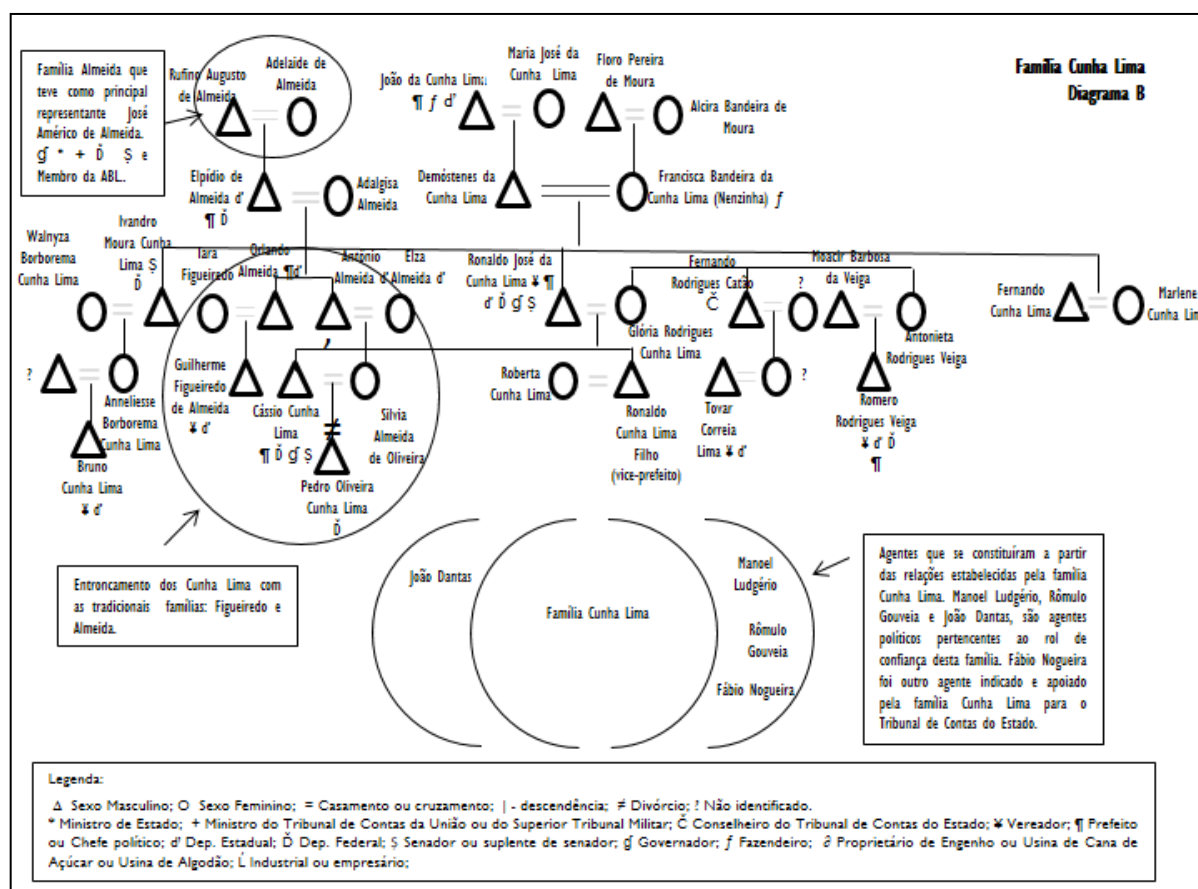 Família Cunha Lima
Diagrama B
Família Almeida que
teve como principal
representante José
Américo de Almeida.
ɠ * + Ď Ş e
Membro da ABL.
Rufino Augusto
de Almeida
Adelaide de
Almeida
João da Cunha Lima
¶ ƒ ď
Maria José da
Cunha Lima
Floro Pereira
de Moura
Alcira Bandeira de
Moura
Elpídio de
Almeida ď
¶ Ď
Adalgisa
Almeida
Demóstenes da
Cunha Lima
Francisca Bandeira da
Cunha Lima (Nenzinha) ƒ
Walnyza
Borborema
Cunha Lima
Ivandro
Moura Cunha
Lima Ş
Ď
Iara
Figueiredo
Orlando
Almeida ¶ď
Antônio
Almeida ď
Elza
Almeida ď
Ronaldo José da
Cunha Lima ¥ ¶
ď Ď ɠ Ş
Glória Rodrigues
Cunha Lima
Fernando
Rodrigues Catão
Č
?
Moacir Barbosa
da Veiga
Antonieta
Rodrigues Veiga
Fernando
Cunha Lima
Marlene
Cunha Lima
?
Anneliesse
Borborema
Cunha Lima
Guilherme
Figueiredo
de Almeida
¥ ď
Cássio Cunha
Lima
¶ Ď ɠ Ş
≠
Silvia
Almeida
de Oliveira
Roberta
Cunha Lima
Ronaldo
Cunha Lima
Filho
(vice-prefeito)
Tovar
Correia
Lima ¥ ď
?
Romero
Rodrigues Veiga
¥ ď Ď
¶
Bruno
Cunha Lima
¥ ď
Pedro Oliveira
Cunha Lima
Ď
Entroncamento dos Cunha Lima com
as tradicionais famílias: Figueiredo e
Almeida.
João Dantas
Família Cunha Lima
Manoel
Ludgério
Rômulo
Gouveia
Fábio Nogueira
Agentes que se constituíram a partir
das relações estabelecidas pela família
Cunha Lima. Manoel Ludgério, Rômulo
Gouveia e João Dantas, são agentes
políticos pertencentes ao rol de
confiança desta família. Fábio Nogueira
foi outro agente indicado e apoiado
pela família Cunha Lima para o
Tribunal de Contas do Estado.
Legenda:
Δ Sexo Masculino; O Sexo Feminino; = Casamento ou cruzamento; | - descendência; ≠ Divórcio; ? Não identificado.
* Ministro de Estado; + Ministro do Tribunal de Contas da União ou do Superior Tribunal Militar; Č Conselheiro do Tribunal de Contas do Estado; ¥ Vereador; ¶ Prefeito
ou Chefe político; ď Dep. Estadual; Ď Dep. Federal; Ş Senador ou suplente de senador; ɠ Governador; ƒ Fazendeiro; ∂ Proprietário de Engenho ou Usina de Cana de
Açúcar ou Usina de Algodão; Ĺ Industrial ou empresário;